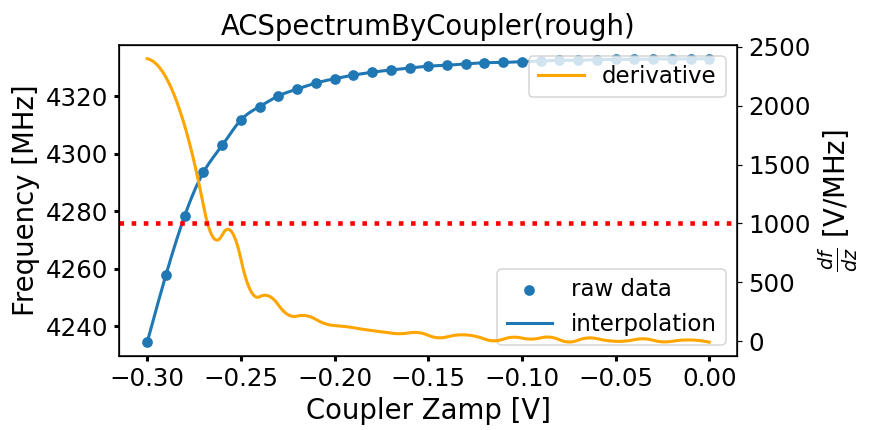 ACSpectrumByCoupler(rough)
Frequency [MHz]
4320
4300
4280
4260
4240
2500
2000
1500
1000
500
0
df/dz [V/MHz]
derivative
raw data
interpolation
−0.30 −0.25 −0.20 −0.15 −0.10 −0.05 0.00
Coupler Zamp [V]